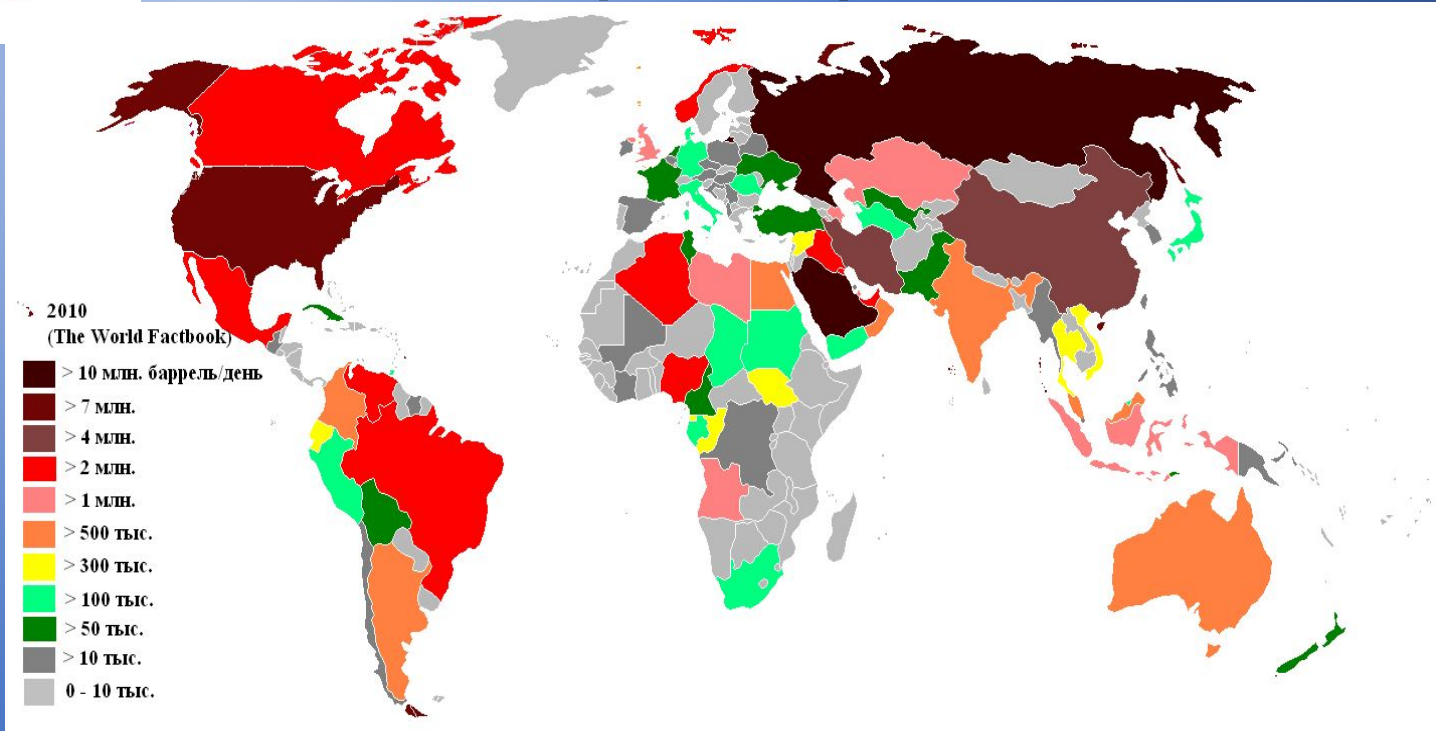 2010
(The World Factbook)
> 10 млн. баррель/день
> 7 млн.
> 4 млн.
> 2 млн.
> 1 млн.
> 500 тыс.
> 300 тыс.
> 100 тыс.
> 50 тыс.
> 10 тыс.
0 - 10 тыс.